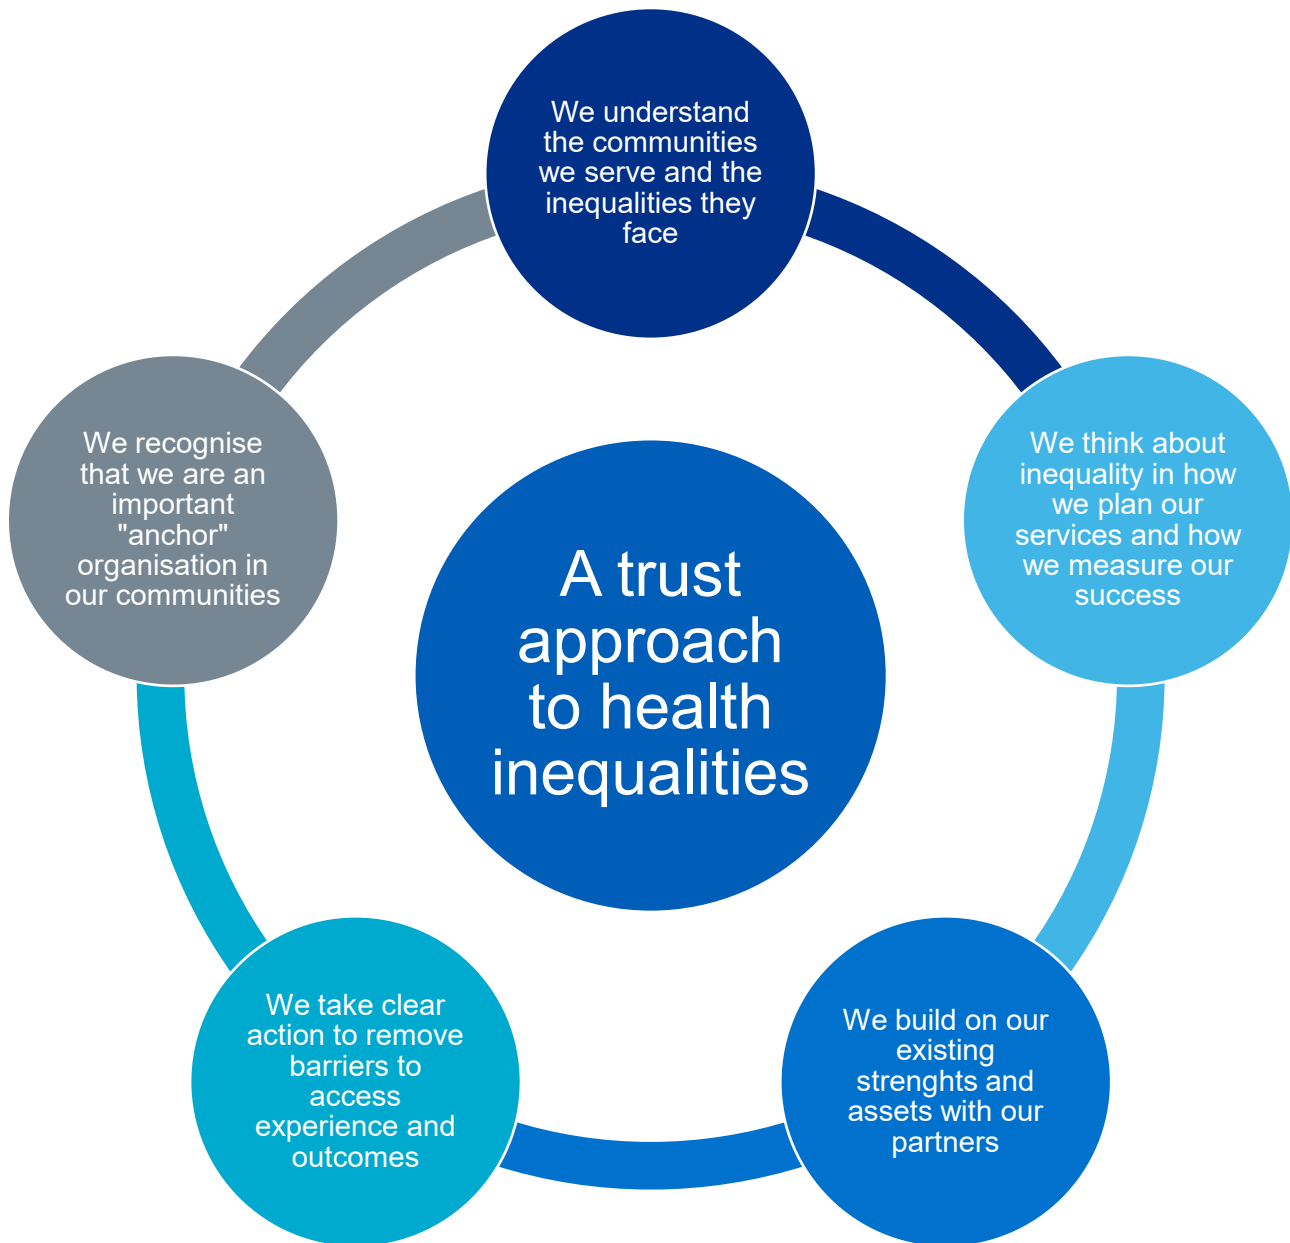 We understand
the communities
we serve and the
inequalities they
face
We think about
inequality in how
we plan our
services and how
we measure our
success
We build on our
existing
strenghts and
assets with our
partners
We take clear
action to remove
barriers to
access
experience and
outcomes
We recognise
that we are an
important
"anchor"
organisation in
our communities
A trust
approach
to health
inequalities